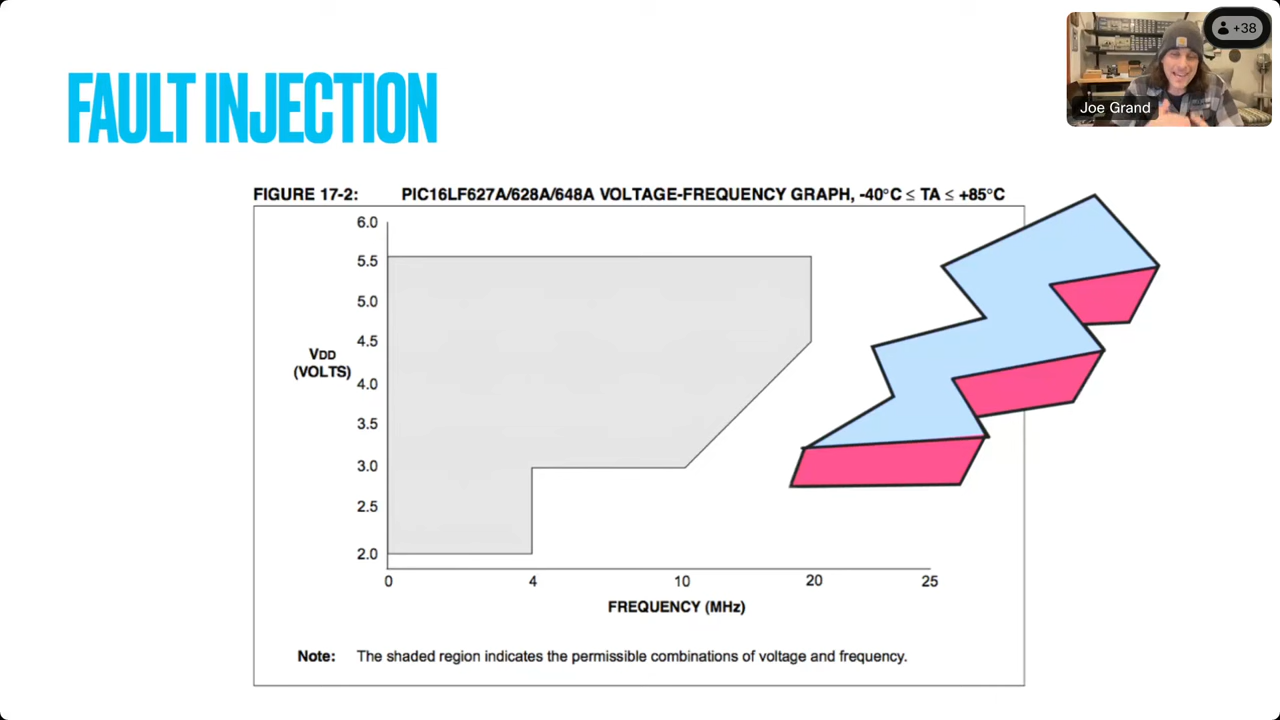 FAULT INJECTION
+38
Joe Grand
FIGURE 17-2: PIC16LF627A/628A/648A VOLTAGE-FREQUENCY GRAPH, -40°C ≤ TA ≤ +85°C
6.0
5.5
5.0
4.5
VDD
(VOLTS)
4.0
3.5
3.0
2.5
2.0
0 4 10 20 25
FREQUENCY (MHz)
Note: The shaded region indicates the permissible combinations of voltage and frequency.